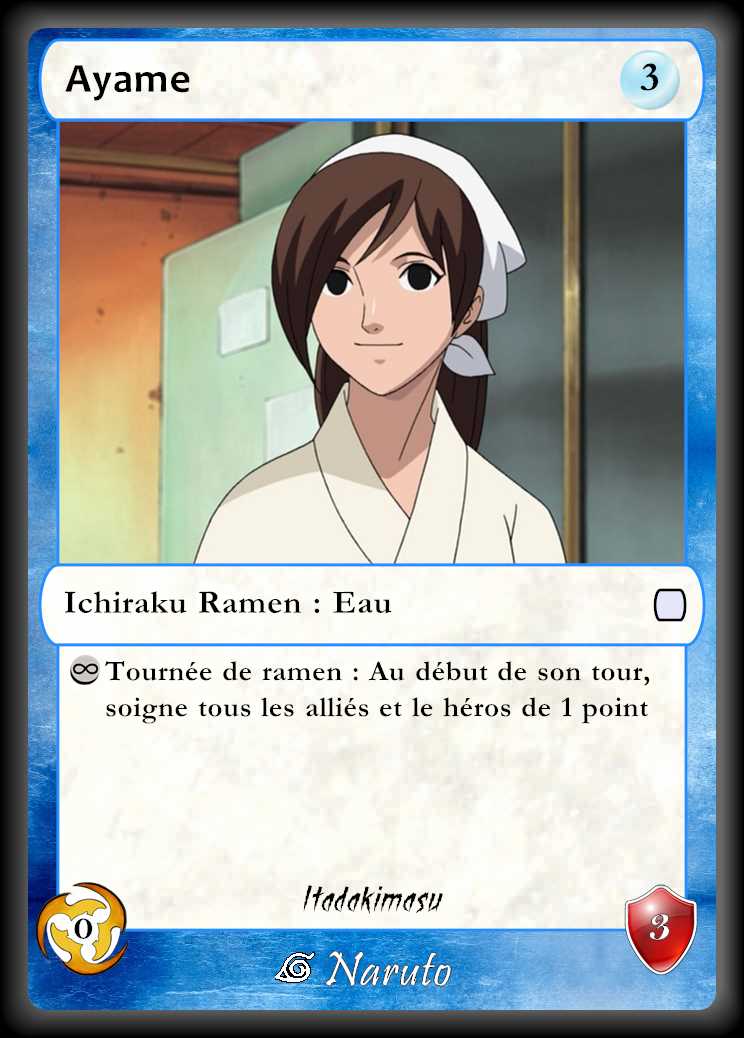 Ayame
3
Ichiraku Ramen : Eau
∞ Tournée de ramen : Au début de son tour,
soigne tous les alliés et le héros de 1 point
Itadakimasu
0
3
Naruto